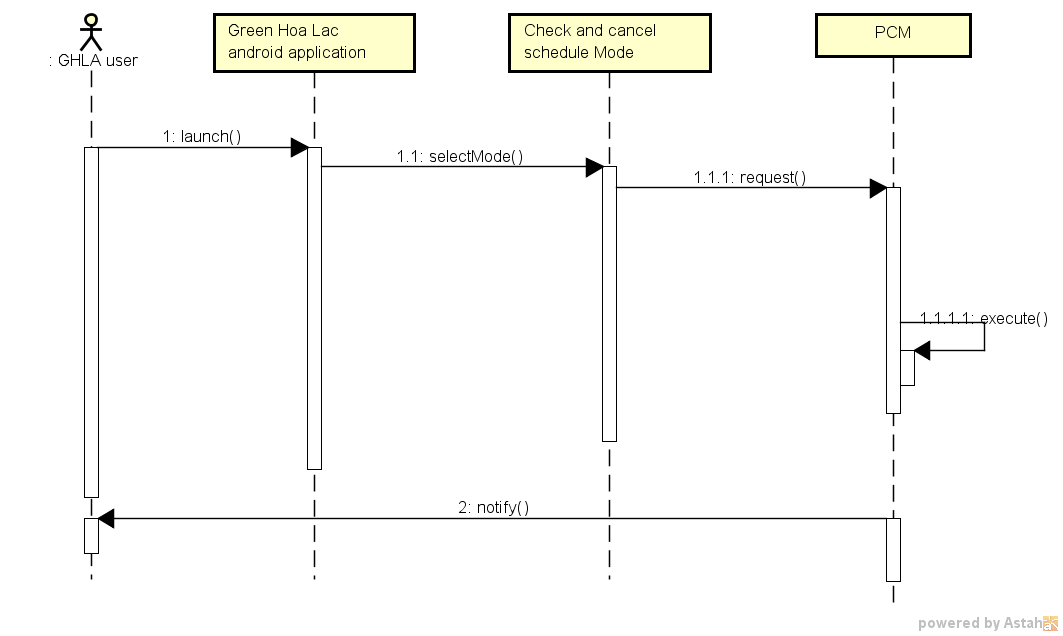 : GHLA user
Green Hoa Lac
android application
Check and cancel
schedule Mode
PCM
1: launch()
1.1: selectMode()
1.1.1: request()
1.1.1.1: execute()
2: notify()
powered by Astah